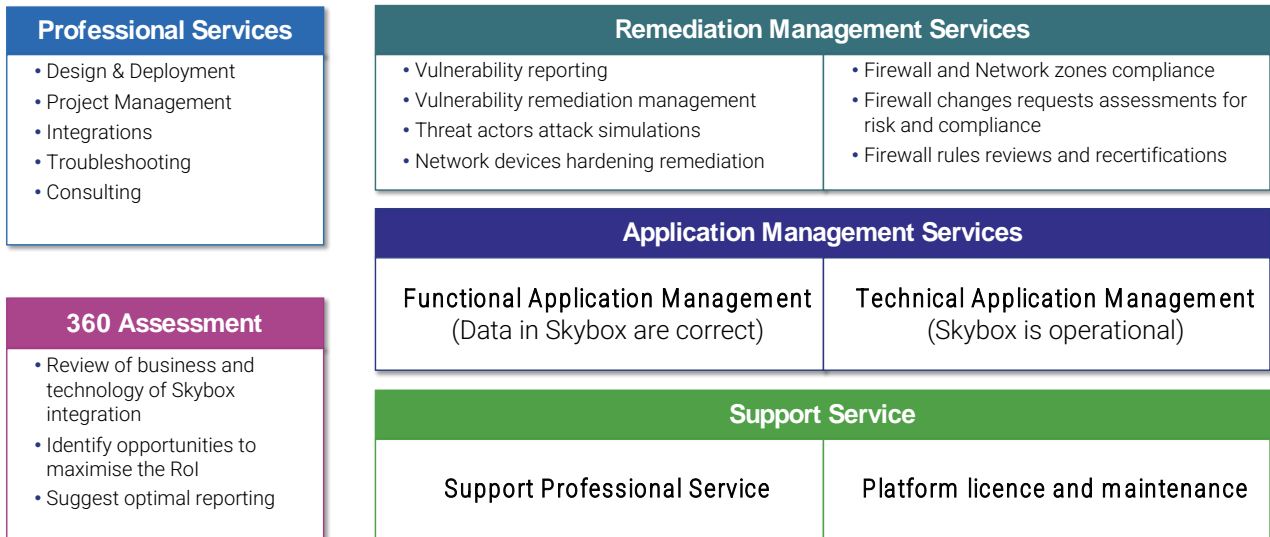 Professional Services
• Design & Deployment
• Project Management
• Integrations
• Troubleshooting
• Consulting
360 Assessment
• Review of business and
technology of Skybox
integration
• Identify opportunities to
maximise the RoI
• Suggest optimal reporting
Remediation Management Services
• Vulnerability reporting
• Vulnerability remediation management
• Threat actors attack simulations
• Network devices hardening remediation
• Firewall and Network zones compliance
• Firewall changes requests assessments for
risk and compliance
• Firewall rules reviews and recertifications
Application Management Services
Functional Application Management
(Data in Skybox are correct)
Technical Application Management
(Skybox is operational)
Support Service
Support Professional Service
Platform licence and maintenance